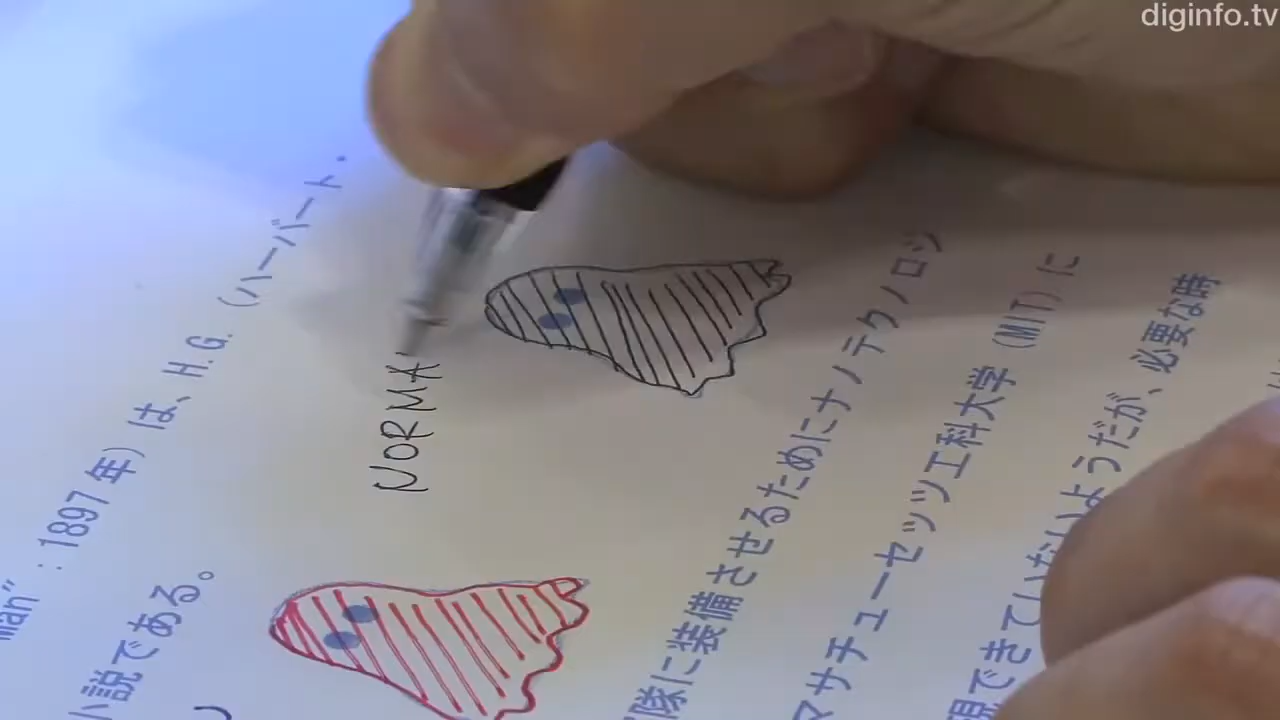 diginfo.tv
Man" : 1897年) は、H.G. (ハーバート・
小説である。
NORMA
隊に装備させるためにナノテクノロジ
マサチューセッツ工科大学 (MIT) に
現できていないようだが、必要な時